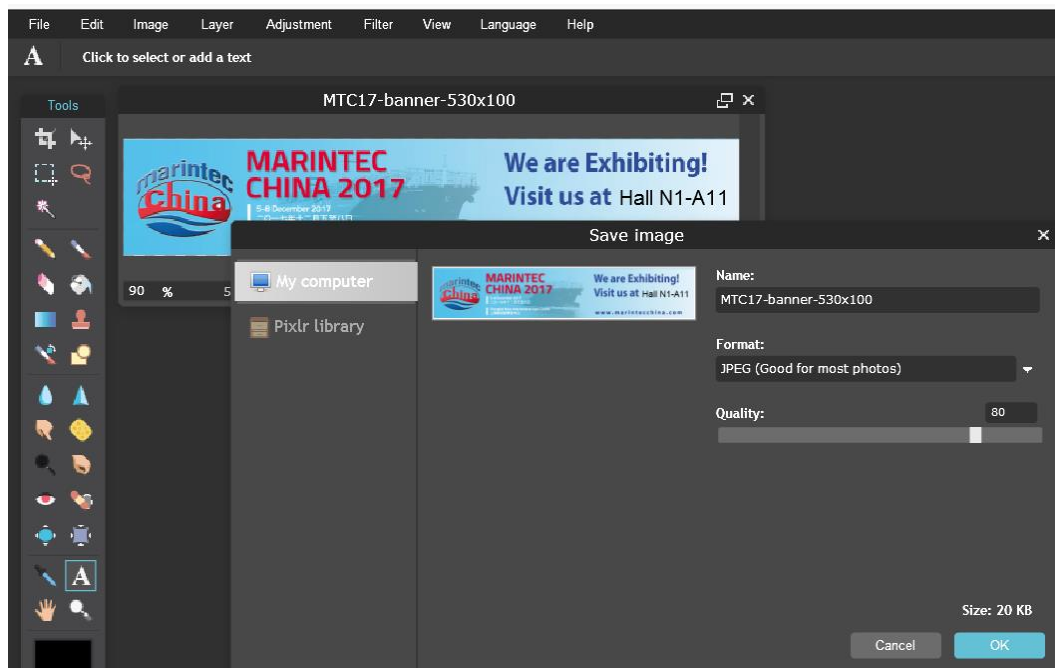 File Edit Image Layer Adjustment Filter View Language Help
A Click to select or add a text
Tools
MTC17-banner-530x100
marintec
China
MARINTEC
CHINA 2017
5-8 December 2017
We are Exhibiting!
Visit us at Hall N1-A11
90 % 5
Save image
My computer
Pixlr library
marintec
China
MARINTEC
CHINA 2017
We are Exhibiting!
Visit us at Hall N1-A11
www.marintecchina.com
Name:
MTC17-banner-530x100
Format:
JPEG (Good for most photos)
Quality: 80
A
Size: 20 KB
Cancel OK